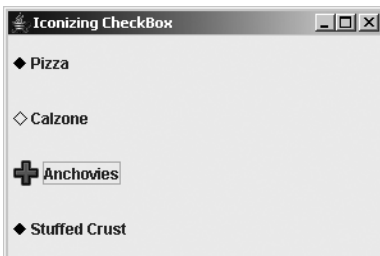 Iconizing CheckBox
Pizza
Calzone
Anchovies
Stuffed Crust